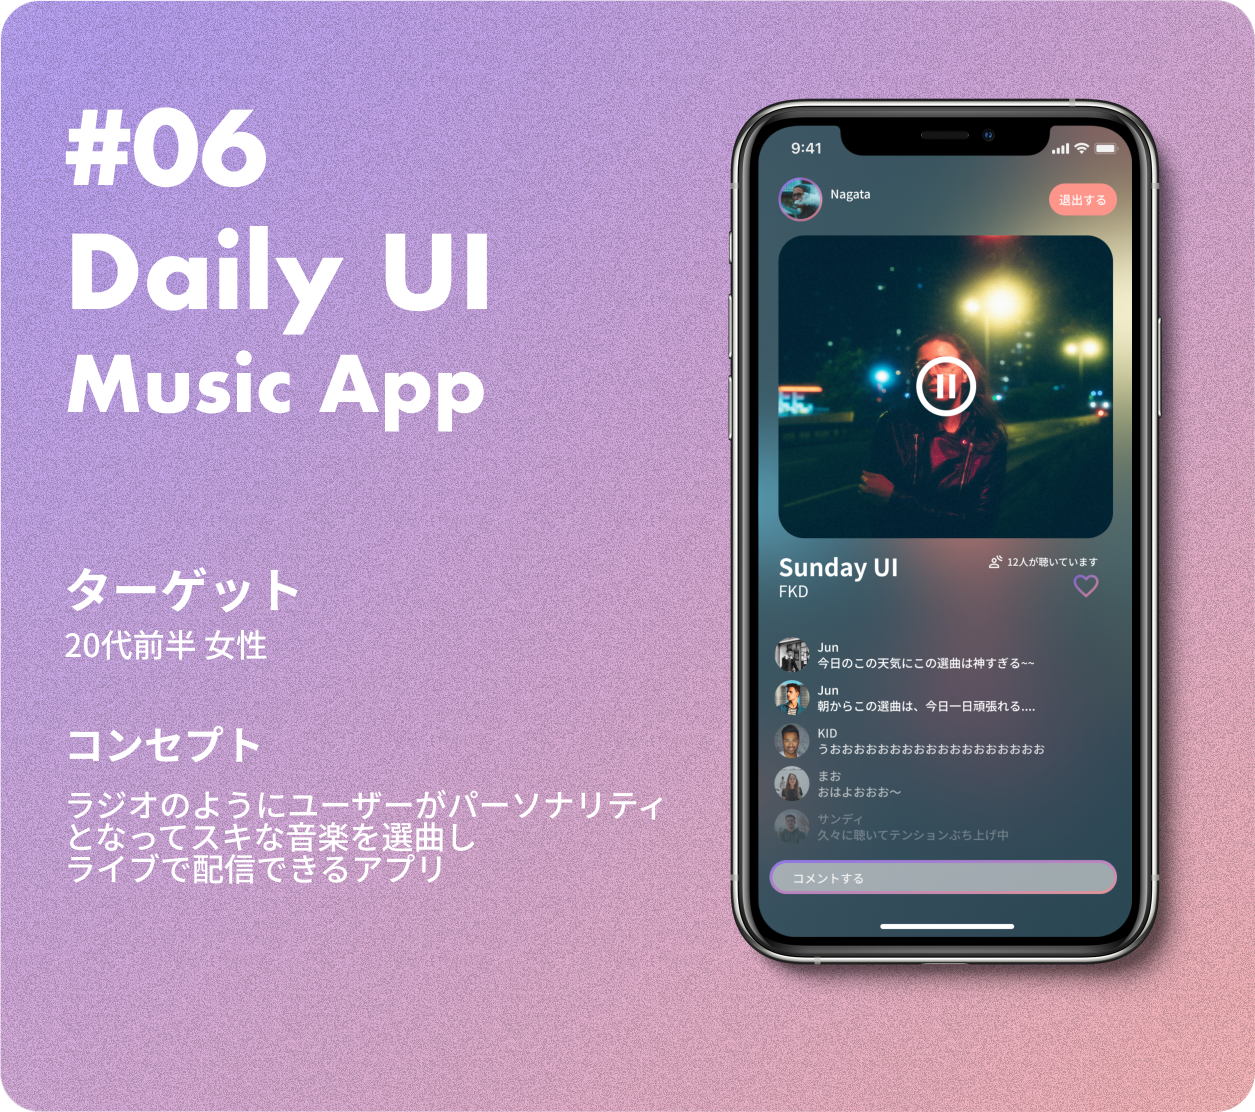 #06
Daily UI
Music App
ターゲット
20代前半 女性
コンセプト
ラジオのようにユーザーがパーソナリティ
となってスキな音楽を選曲し
ライブで配信できるアプリ
9:41
Nagata
退出する
Sunday UI
12人が聴いています
FKD
Jun
今日のこの天気にこの選曲は神すぎる~~
Jun
朝からこの選曲は、今日一日頑張れる....
KID
うおおおおおおおおおおおおおおおおお
まお
おはよおおお〜
サンディ
久々に聴いてテンションぶち上げ中
コメントする